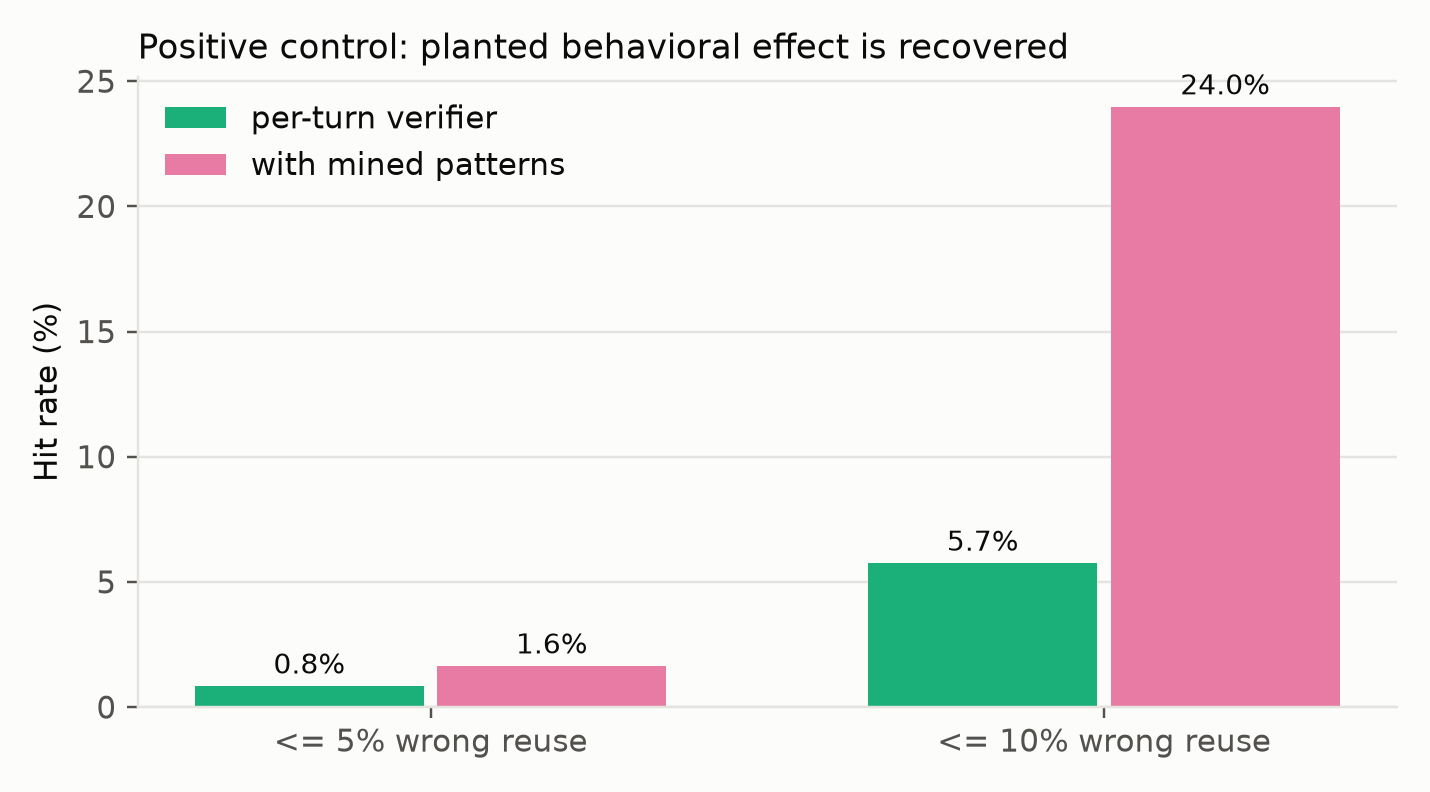 Positive control: planted behavioral effect is recovered
25
24.0%
per-turn verifier
with mined patterns
20
15
Hit rate (%)
10
5.7%
5
1.6%
0.8%
0
<= 5% wrong reuse
<= 10% wrong reuse